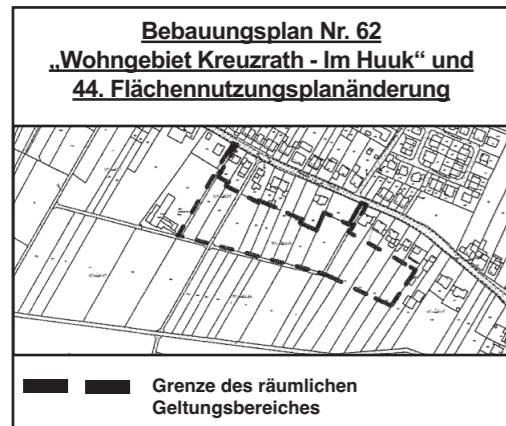 Bebauungsplan Nr. 62
„Wohngebiet Kreuzrath - Im Huuk“ und
44. Flächennutzungsplanänderung
Grenze des räumlichen
Geltungsbereiches